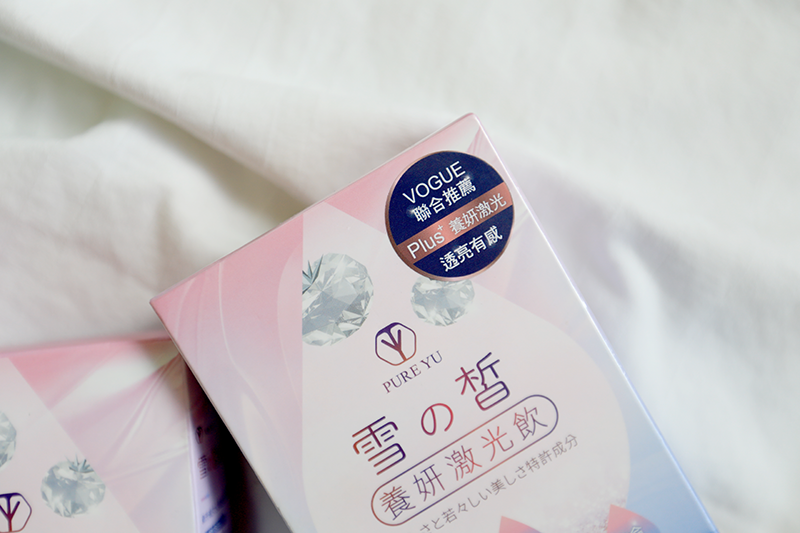 VOGUE
聯合推薦
Plus+ 養妍激光
透亮有感
PURE YU
雪の皙
養妍激光飲
さと若々しい美しさ特許成分